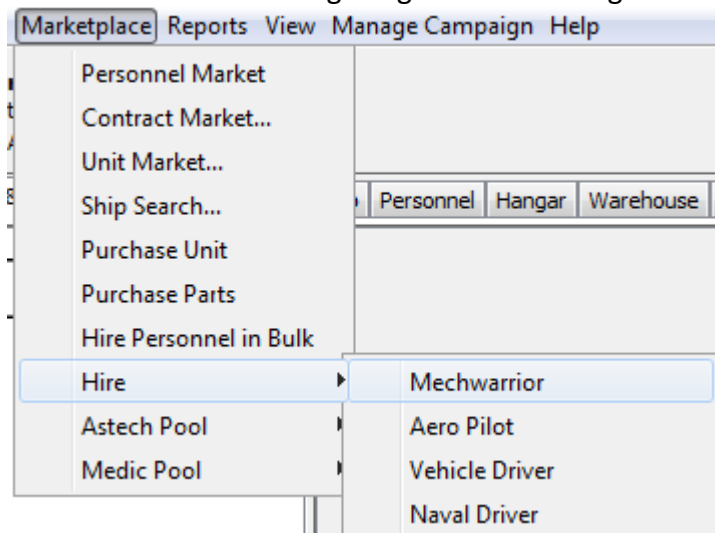 Marketplace Reports View Manage Campaign Help
Personnel Market
Contract Market...
Unit Market...
Ship Search...
Personnel Hangar Warehouse
Purchase Unit
Purchase Parts
Hire Personnel in Bulk
Hire
Mechwarrior
Astech Pool
Aero Pilot
Medic Pool
Vehicle Driver
Naval Driver